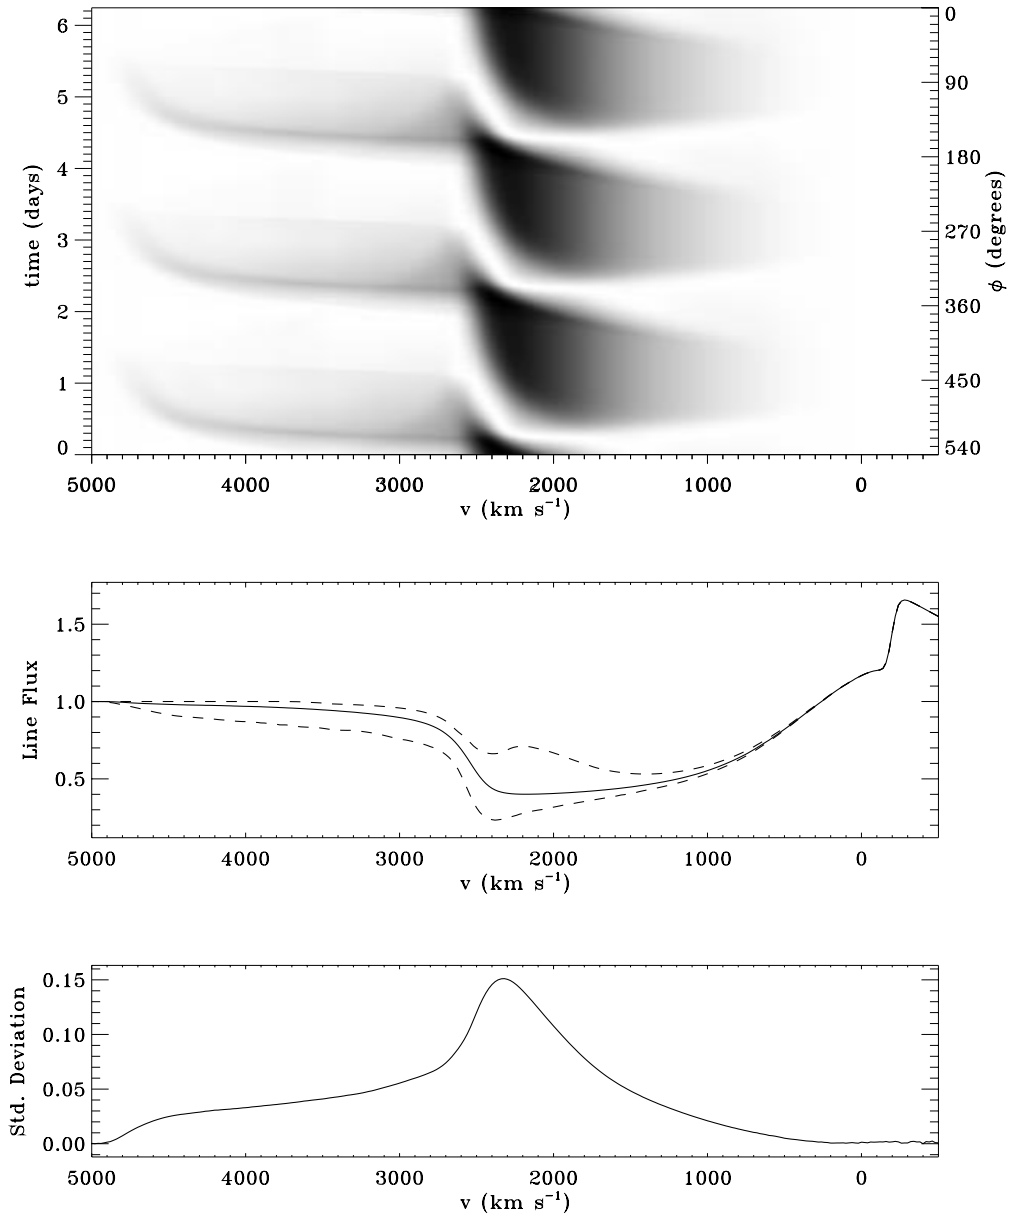 6
5
4
3
2
1
0
time (days)
0
90
180
270
360
450
540
φ (degrees)
5000 4000 3000 2000 1000 0
v (km s⁻¹)
1.5
1.0
0.5
Line Flux
5000 4000 3000 2000 1000 0
v (km s⁻¹)
0.15
0.10
0.05
0.00
Std. Deviation
5000 4000 3000 2000 1000 0
v (km s⁻¹)